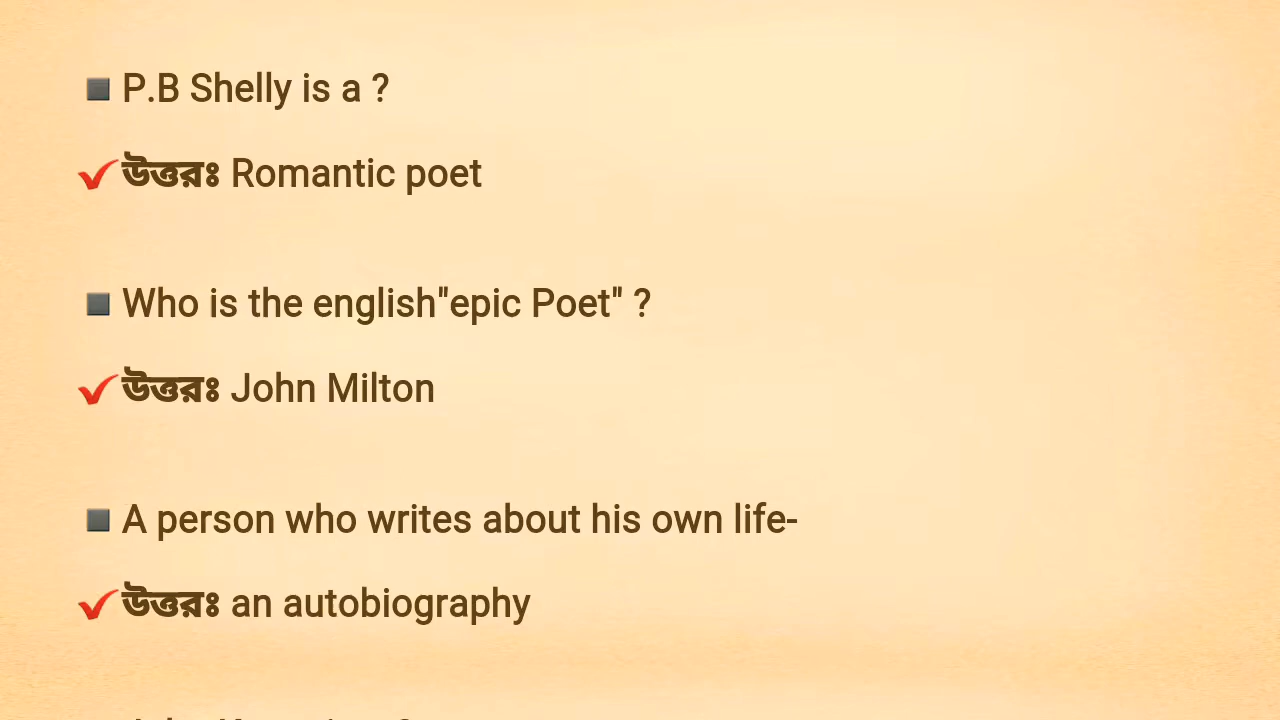 ▪ P.B Shelly is a ?
✔ উত্তরঃ Romantic poet
▪ Who is the english"epic Poet" ?
✔ উত্তরঃ John Milton
▪ A person who writes about his own life-
✔ উত্তরঃ an autobiography